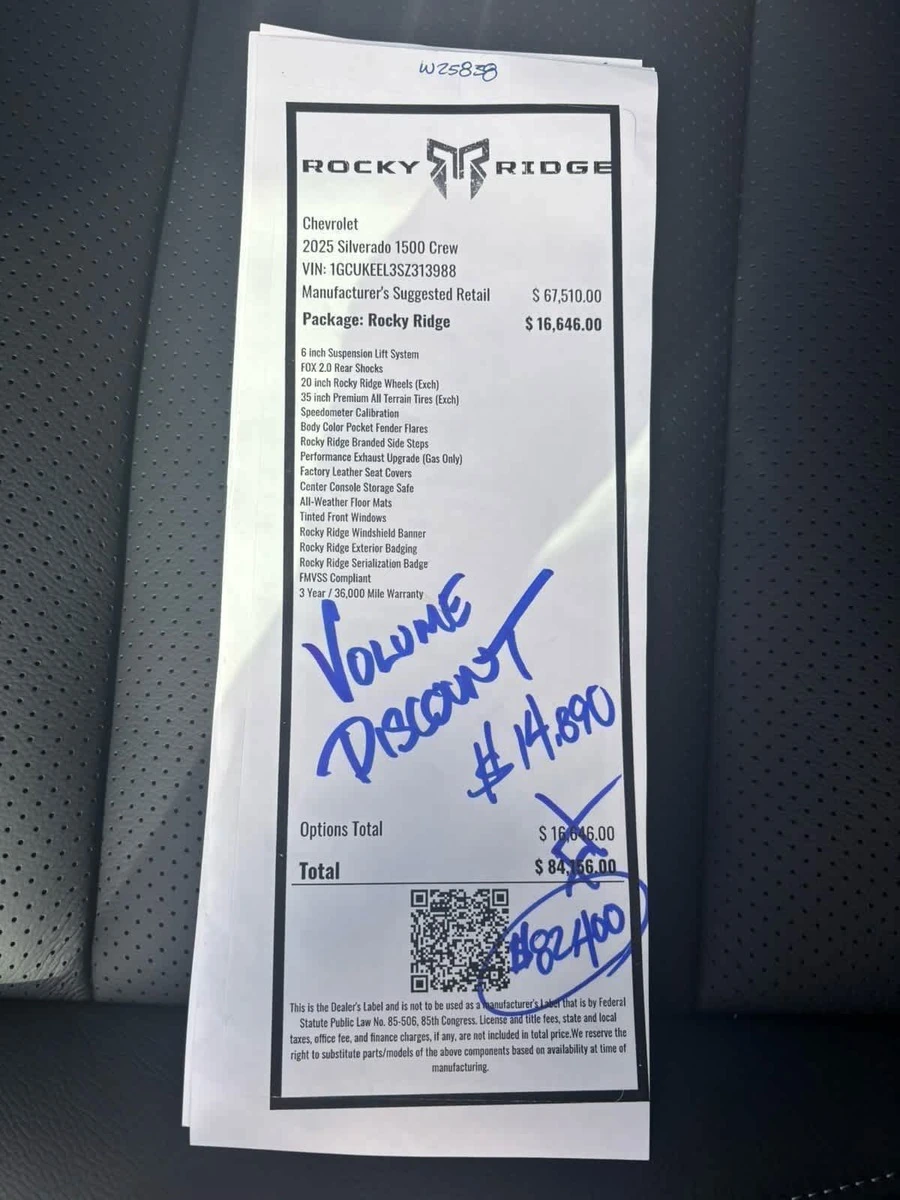 W25838
ROCKY RIDGE
Chevrolet
2025 Silverado 1500 Crew
VIN: 1GCUKEEL3SZ313988
Manufacturer's Suggested Retail $ 67,510.00
Package: Rocky Ridge $ 16,646.00
6 inch Suspension Lift System
FOX 2.0 Rear Shocks
20 inch Rocky Ridge Wheels (Exch)
35 inch Premium All Terrain Tires (Exch)
Speedometer Calibration
Body Color Pocket Fender Flares
Rocky Ridge Branded Side Steps
Performance Exhaust Upgrade (Gas Only)
Factory Leather Seat Covers
Center Console Storage Safe
All-Weather Floor Mats
Tinted Front Windows
Rocky Ridge Windshield Banner
Rocky Ridge Exterior Badging
Rocky Ridge Serialization Badge
FMVSS Compliant
3 Year / 36,000 Mile Warranty
VOLUME
DISCOUNT
$14,890
Options Total $ 16,646.00
Total $ 84,156.00
$82,400
This is the Dealer's Label and is not to be used as a manufacturer's Label that is by Federal
Statute Public Law No. 85-506, 85th Congress. License and title fees, state and local
taxes, office fee, and finance charges, if any, are not included in total price.We reserve the
right to substitute parts/models of the above components based on availability at time of
manufacturing.